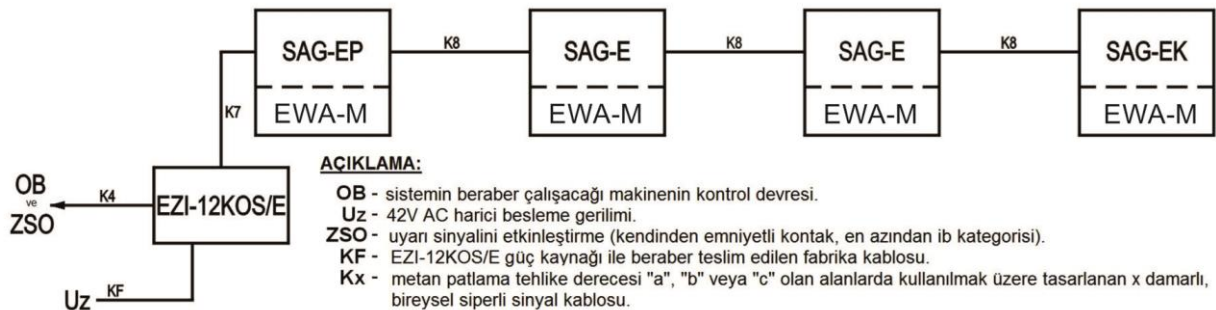 SAG-EP K8 SAG-E K8 SAG-E K8 SAG-EK
EWA-M EWA-M EWA-M EWA-M
K7
OB
ve
ZSO
K4
EZI-12KOS/E
Uz
KF
AÇIKLAMA:
OB - sistemin beraber çalışacağı makinenin kontrol devresi.
Uz - 42V AC harici besleme gerilimi.
ZSO - uyarı sinyalini etkinleştirme (kendinden emniyetli kontak, en azından ib kategorisi).
KF - EZI-12KOS/E güç kaynağı ile beraber teslim edilen fabrika kablosu.
Kx - metan patlama tehlike derecesi "a", "b" veya "c" olan alanlarda kullanılmak üzere tasarlanan x damarlı,
bireysel siperli sinyal kablosu.